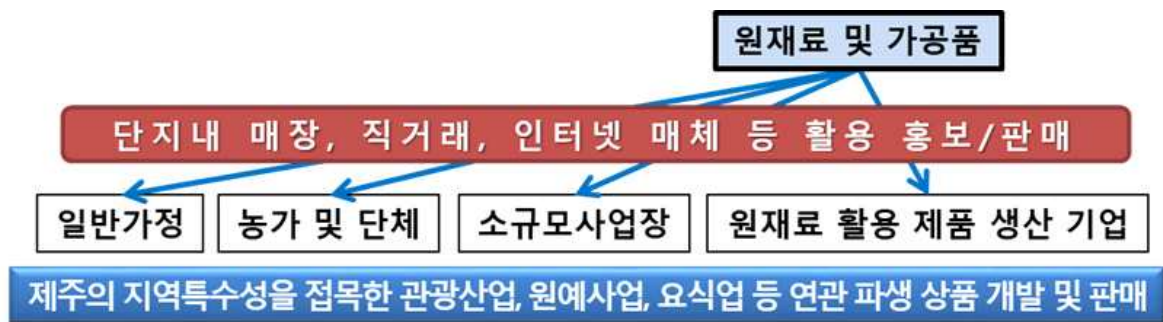 원재료 및 가공품
단지내 매장, 직거래, 인터넷 매체 등 활용 홍보/판매
일반가정
농가 및 단체
소규모사업장
원재료 활용 제품 생산 기업
제주의 지역특수성을 접목한 관광산업, 원예사업, 요식업 등 연관 파생 상품 개발 및 판매